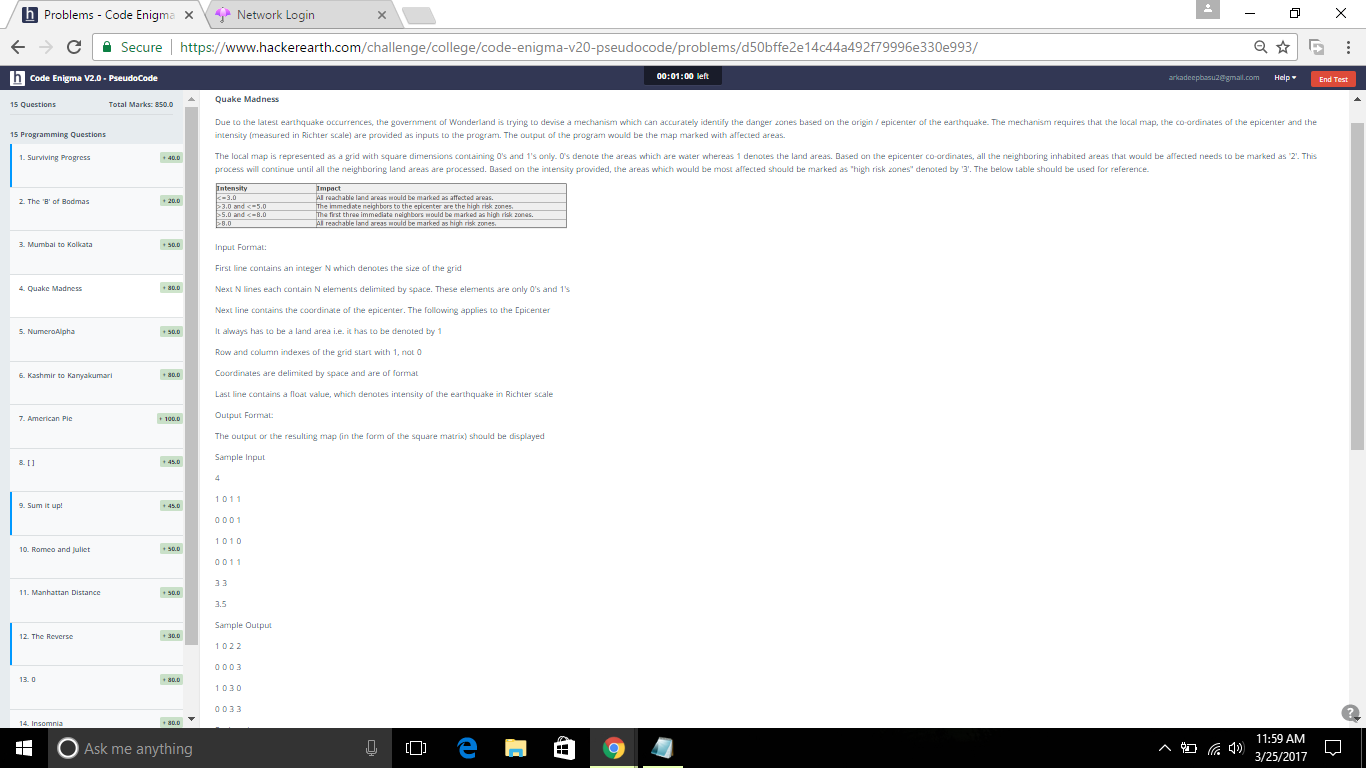 Problems - Code Enigma
Network Login
Secure
https://www.hackerearth.com/challenge/college/code-enigma-v20-pseudocode/problems/d50bffe2e14c44a492f79996e330e993/
h Code Enigma V2.0 - PseudoCode
00:01:00 left
arkadeepbasu2@gmail.com
Help
End Test
15 Questions
Total Marks: 850.0
15 Programming Questions
1. Surviving Progress
+ 40.0
2. The 'B' of Bodmas
+ 20.0
3. Mumbai to Kolkata
+ 50.0
4. Quake Madness
+ 80.0
5. NumeroAlpha
+ 50.0
6. Kashmir to Kanyakumari
+ 80.0
7. American Pie
+ 100.0
8. [ ]
+ 45.0
9. Sum it up!
+ 45.0
10. Romeo and Juliet
+ 50.0
11. Manhattan Distance
+ 50.0
12. The Reverse
+ 30.0
13. 0
+ 80.0
14. Insomnia
+ 80.0
Quake Madness
Due to the latest earthquake occurrences, the government of Wonderland is trying to devise a mechanism which can accurately identify the danger zones based on the origin / epicenter of the earthquake. The mechanism requires that the local map, the co-ordinates of the epicenter and the
intensity (measured in Richter scale) are provided as inputs to the program. The output of the program would be the map marked with affected areas.
The local map is represented as a grid with square dimensions containing 0's and 1's only. 0's denote the areas which are water whereas 1 denotes the land areas. Based on the epicenter co-ordinates, all the neighboring inhabited areas that would be affected needs to be marked as '2'. This
process will continue until all the neighboring land areas are processed. Based on the intensity provided, the areas which would be most affected should be marked as "high risk zones" denoted by '3'. The below table should be used for reference.
Intensity Impact
<=3.0 All reachable land areas would be marked as affected areas.
>3.0 and <=5.0 The immediate neighbors to the epicenter are the high risk zones.
>5.0 and <=8.0 The first three immediate neighbors would be marked as high risk zones.
>8.0 All reachable land areas would be marked as high risk zones.
Input Format:
First line contains an integer N which denotes the size of the grid
Next N lines each contain N elements delimited by space. These elements are only 0's and 1's
Next line contains the coordinate of the epicenter. The following applies to the Epicenter
It always has to be a land area i.e. it has to be denoted by 1
Row and column indexes of the grid start with 1, not 0
Coordinates are delimited by space and are of format
Last line contains a float value, which denotes intensity of the earthquake in Richter scale
Output Format:
The output or the resulting map (in the form of the square matrix) should be displayed
Sample Input
4
1 0 1 1
0 0 0 1
1 0 1 0
0 0 1 1
3 3
3.5
Sample Output
1 0 2 2
0 0 0 3
1 0 3 0
0 0 3 3
Ask me anything
11:59 AM
3/25/2017